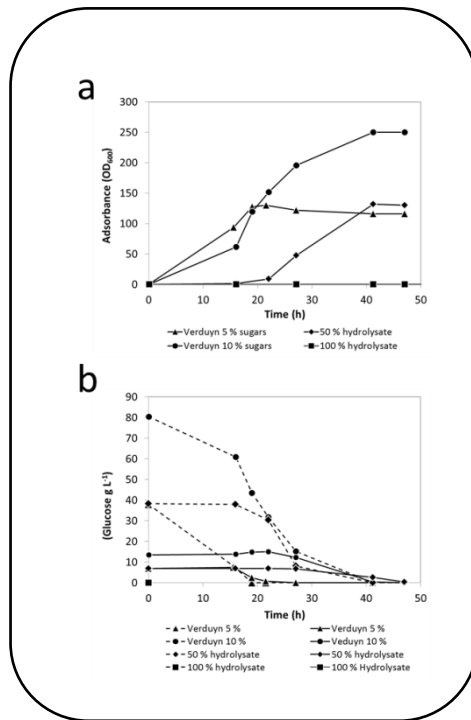 a
300
250
200
150
100
50
0
Absorbance (OD600)
0 10 20 30 40 50
Time (h)
Verduyn 5 % sugars 50 % hydrolysate
Verduyn 10 % sugars 100 % hydrolysate
b
90
80
70
60
50
40
30
20
10
0
(Glucose g L-1)
0 10 20 30 40 50
Time (h)
Verduyn 5 % Verduyn 5 %
Verduyn 10 % Veduyn 10 %
50 % hydrolysate 50 % hydrolysate
100 % hydrolysate 100 % Hydrolysate